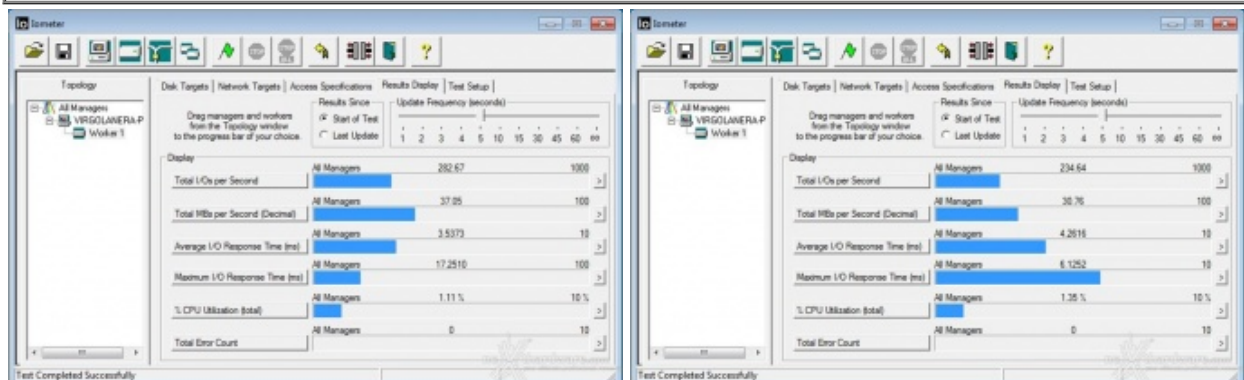 Iometer
Topology
All Managers
VIRGOLANERA-P
Worker 1
Disk Targets | Network Targets | Access Specifications | Results Display | Test Setup
Drag managers and workers
from the Topology window
to the progress bar of your choice.
Results Since
Start of Test
Last Update
Update Frequency (seconds)
1 2 3 4 5 10 15 30 45 60 ∞
Display
All Managers 282.67 1000
Total I/Os per Second
All Managers 37.05 100
Total MBs per Second (Decimal)
All Managers 3.5373 10
Average I/O Response Time (ms)
All Managers 17.2510 100
Maximum I/O Response Time (ms)
All Managers 1.11 % 10 %
% CPU Utilization (total)
All Managers 0 10
Total Error Count
Test Completed Successfully
Iometer
Topology
All Managers
VIRGOLANERA-P
Worker 1
Disk Targets | Network Targets | Access Specifications | Results Display | Test Setup
Drag managers and workers
from the Topology window
to the progress bar of your choice.
Results Since
Start of Test
Last Update
Update Frequency (seconds)
1 2 3 4 5 10 15 30 45 60 ∞
Display
All Managers 234.64 1000
Total I/Os per Second
All Managers 30.76 100
Total MBs per Second (Decimal)
All Managers 4.2616 10
Average I/O Response Time (ms)
All Managers 6.1252 10
Maximum I/O Response Time (ms)
All Managers 1.35 % 10 %
% CPU Utilization (total)
All Managers 0 10
Total Error Count
Test Completed Successfully